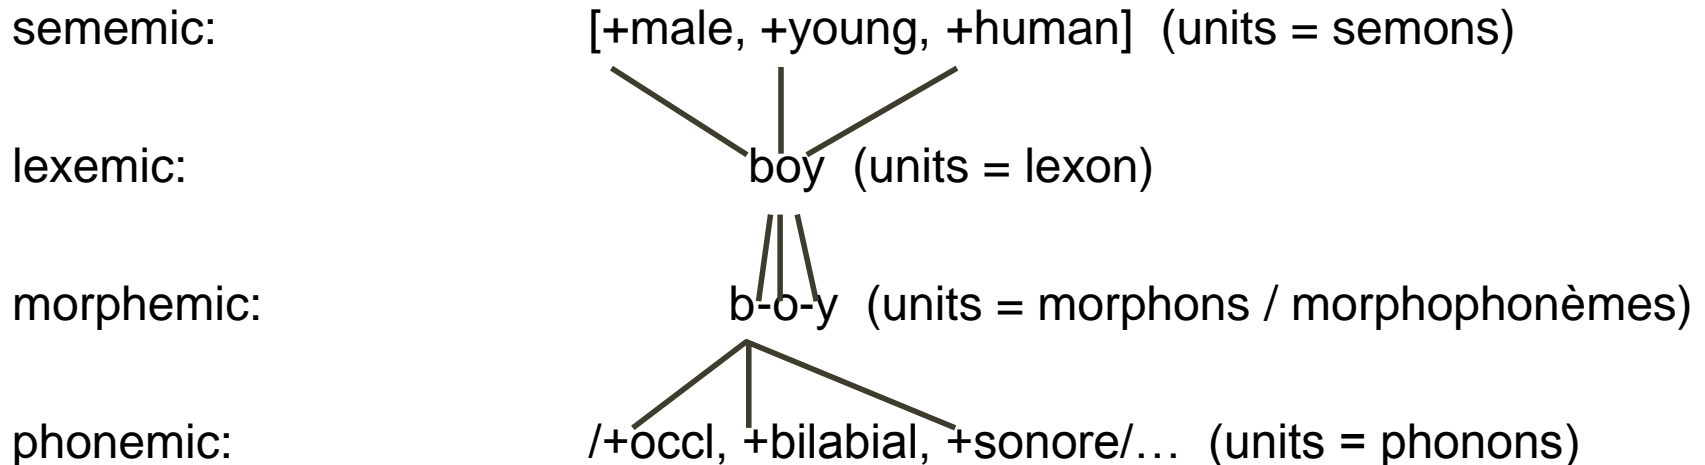 sememic: [+male, +young, +human] (units = semons)
lexemic: boy (units = lexon)
morphemic: b-o-y (units = morphons / morphophonèmes)
phonemic: /+occl, +bilabial, +sonore/… (units = phonons)